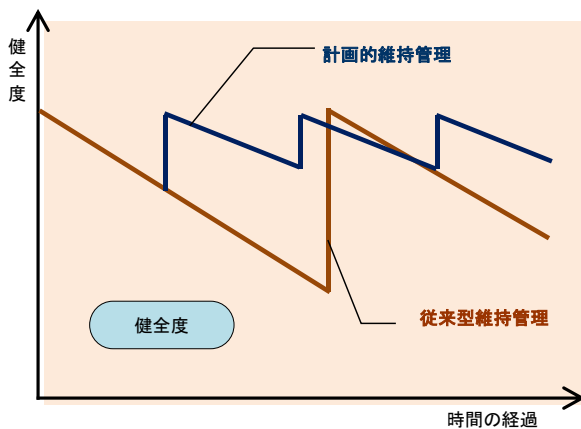 健全度
計画的維持管理
従来型維持管理
健全度
時間の経過